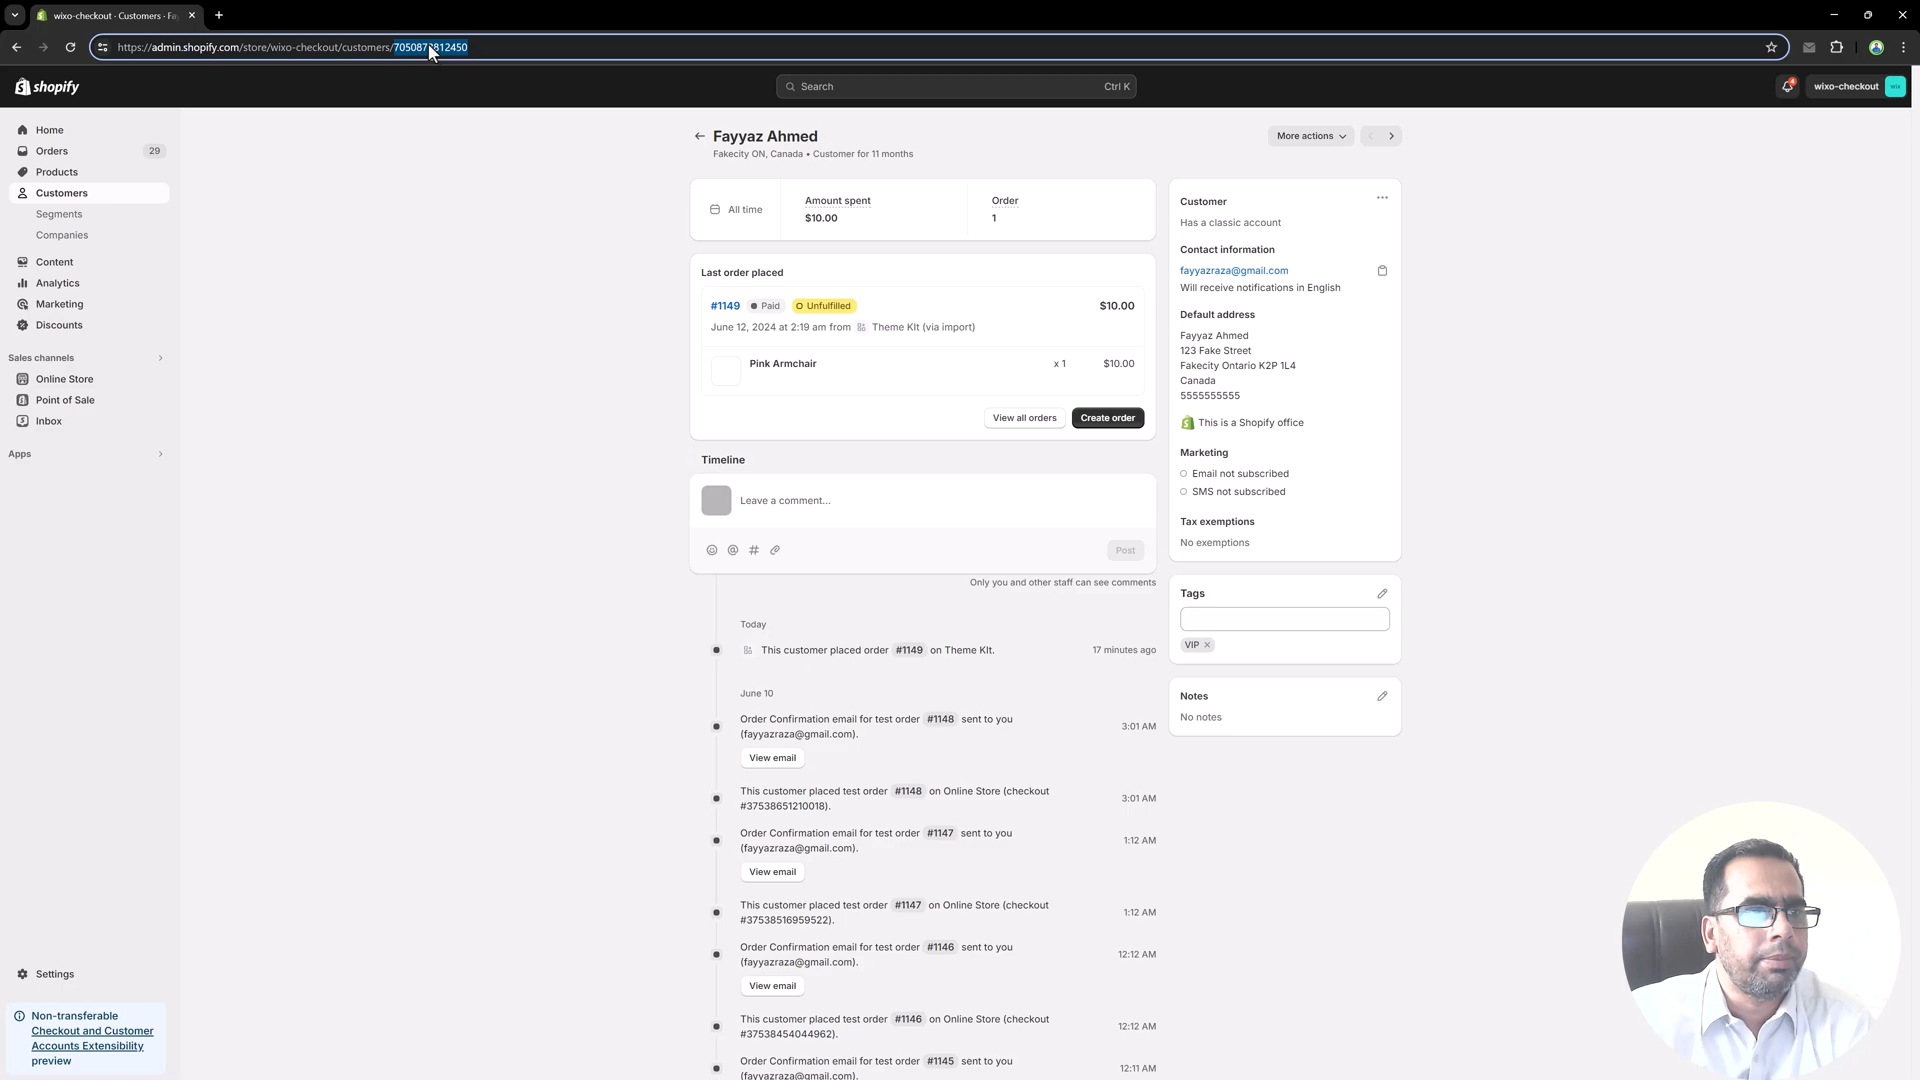 wixo-checkout · Customers · Fa
https://admin.shopify.com/store/wixo-checkout/customers/
shopify
Search
Ctrl K
4
wixo-checkout
wix
Home
Orders
29
Products
Customers
Segments
Companies
Content
Analytics
Marketing
Discounts
Sales channels
Online Store
Point of Sale
Inbox
Apps
Settings
Non-transferable
Checkout and Customer
Accounts Extensibility
preview
Fayyaz Ahmed
More actions
Fakecity ON, Canada • Customer for 11 months
All time
Amount spent
$10.00
Order
1
Last order placed
#1149 Paid Unfulfilled $10.00
June 12, 2024 at 2:19 am from Theme KIt (via import)
Pink Armchair x 1 $10.00
View all orders
Create order
Timeline
Leave a comment...
Post
Only you and other staff can see comments
Today
This customer placed order #1149 on Theme KIt. 17 minutes ago
June 10
Order Confirmation email for test order #1148 sent to you
(fayyazraza@gmail.com).
3:01 AM
View email
This customer placed test order #1148 on Online Store (checkout
#37538651210018).
3:01 AM
Order Confirmation email for test order #1147 sent to you
(fayyazraza@gmail.com).
1:12 AM
View email
This customer placed test order #1147 on Online Store (checkout
#37538516959522).
1:12 AM
Order Confirmation email for test order #1146 sent to you
(fayyazraza@gmail.com).
12:12 AM
View email
This customer placed test order #1146 on Online Store (checkout
#37538454044962).
12:12 AM
Order Confirmation email for test order #1145 sent to you
(fayyazraza@gmail.com).
12:11 AM
Customer
Has a classic account
Contact information
fayyazraza@gmail.com
Will receive notifications in English
Default address
Fayyaz Ahmed
123 Fake Street
Fakecity Ontario K2P 1L4
Canada
5555555555
This is a Shopify office
Marketing
Email not subscribed
SMS not subscribed
Tax exemptions
No exemptions
Tags
VIP
Notes
No notes